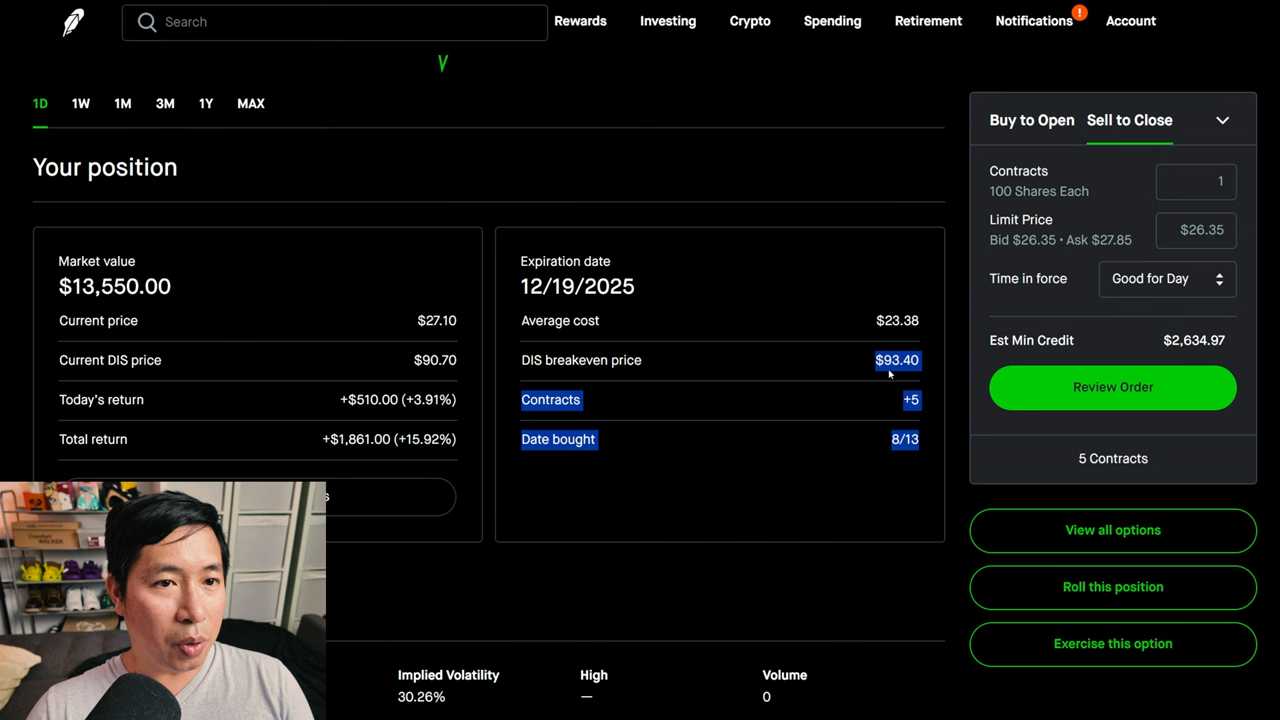 Search
Rewards
Investing
Crypto
Spending
Retirement
Notifications
!
Account
1D
1W
1M
3M
1Y
MAX
Your position
Market value
$13,550.00
Current price $27.10
Current DIS price $90.70
Today's return +$510.00 (+3.91%)
Total return +$1,861.00 (+15.92%)
s
Expiration date
12/19/2025
Average cost $23.38
DIS breakeven price $93.40
Contracts +5
Date bought 8/13
Buy to Open Sell to Close
Contracts 1
100 Shares Each
Limit Price $26.35
Bid $26.35 • Ask $27.85
Time in force Good for Day
Est Min Credit $2,634.97
Review Order
5 Contracts
View all options
Roll this position
Exercise this option
Implied Volatility
30.26%
High
—
Volume
0
WALKER